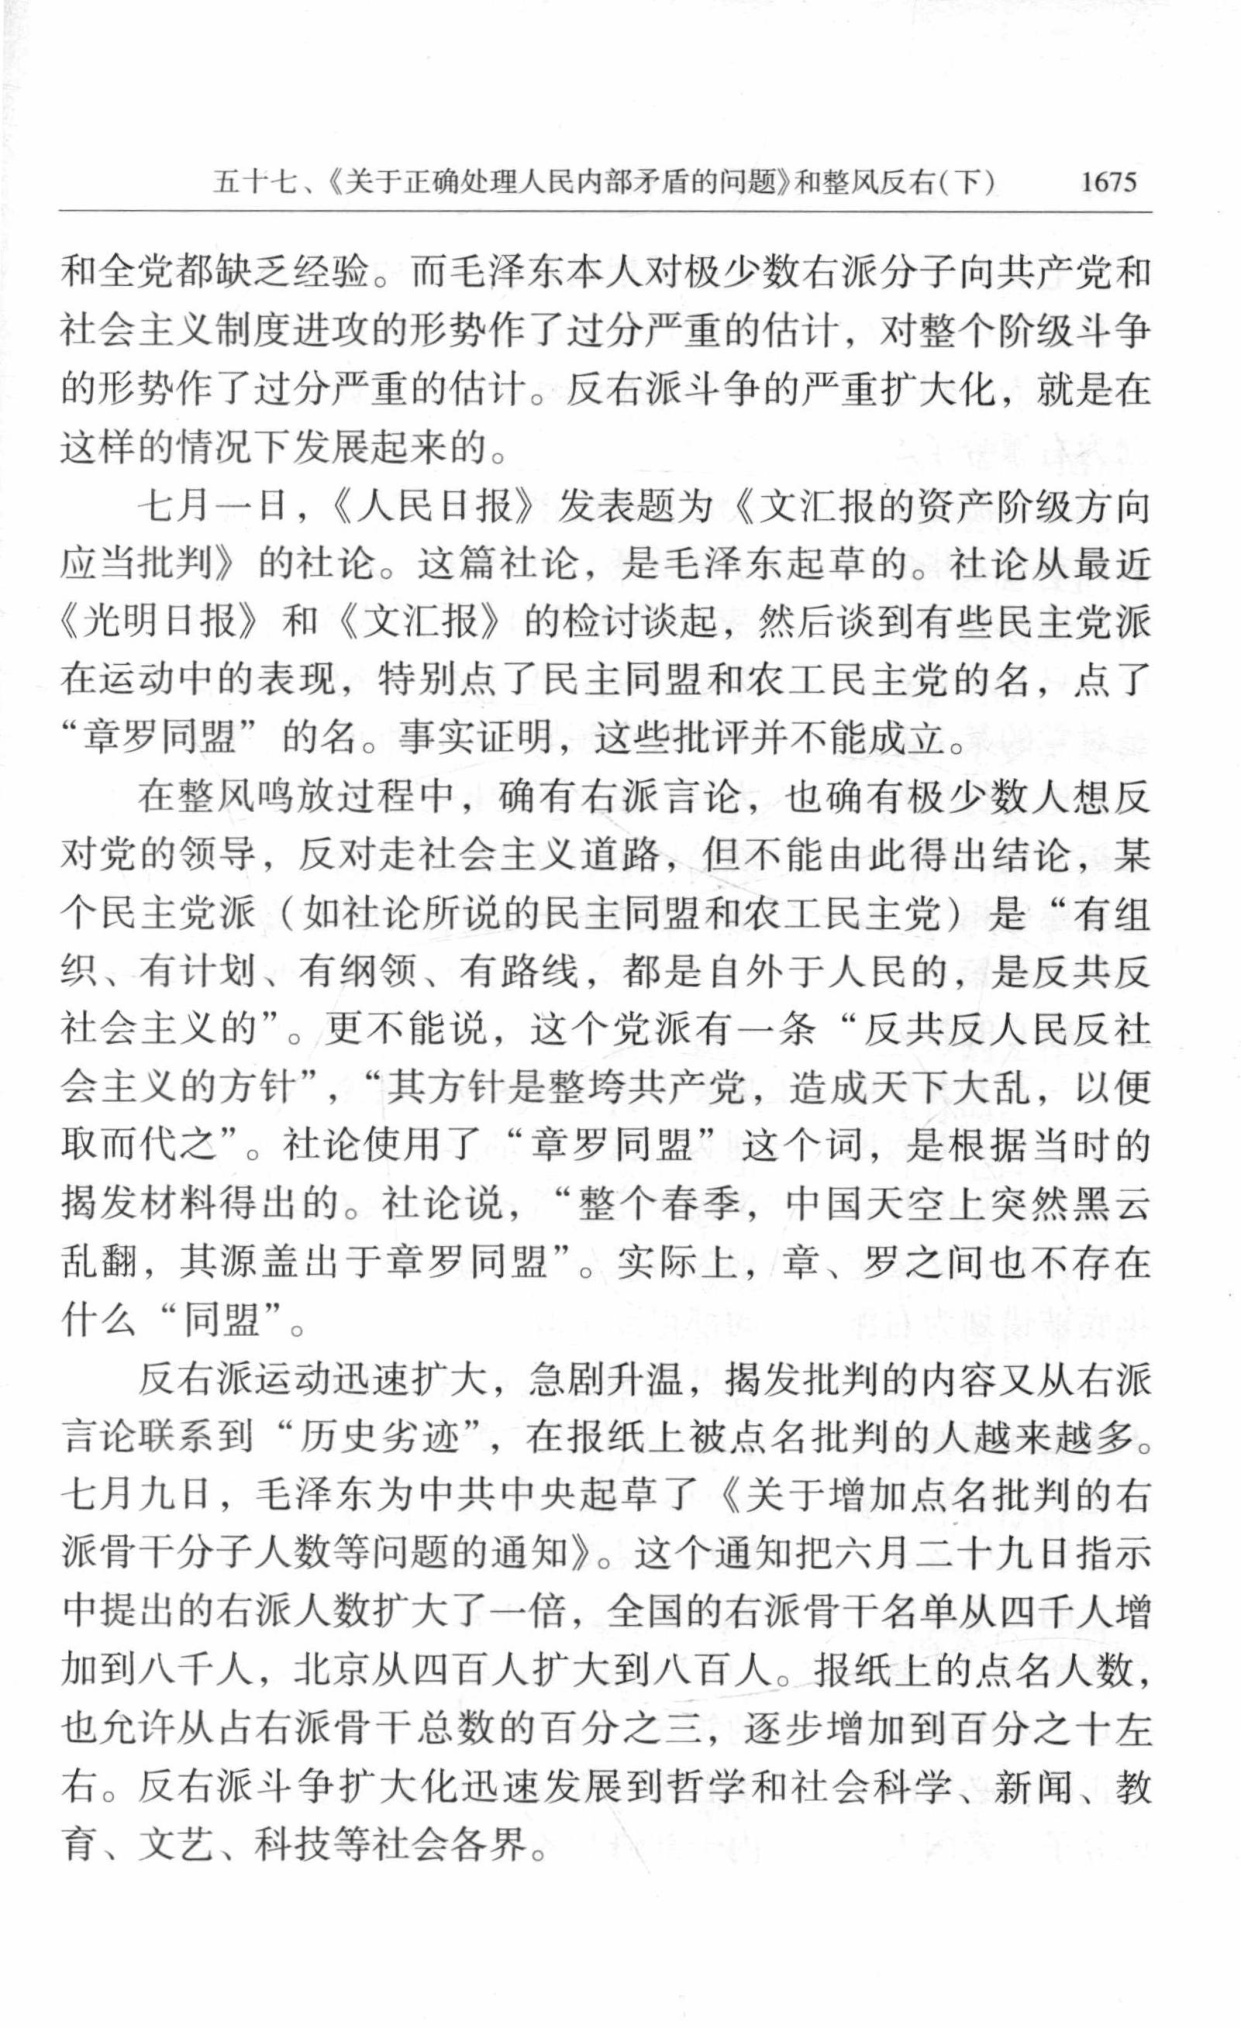 五十七、《关于正确处理人民内部矛盾的问题》和整风反右(下) 1675
和全党都缺乏经验。而毛泽东本人对极少数右派分子向共产党和
社会主义制度进攻的形势作了过分严重的估计，对整个阶级斗争
的形势作了过分严重的估计。反右派斗争的严重扩大化，就是在
这样的情况下发展起来的。
七月一日，《人民日报》发表题为《文汇报的资产阶级方向
应当批判》的社论。这篇社论，是毛泽东起草的。社论从最近
《光明日报》和《文汇报》的检讨谈起，然后谈到有些民主党派
在运动中的表现，特别点了民主同盟和农工民主党的名，点了
“章罗同盟”的名。事实证明，这些批评并不能成立。
在整风鸣放过程中，确有右派言论，也确有极少数人想反
对党的领导，反对走社会主义道路，但不能由此得出结论，某
个民主党派（如社论所说的民主同盟和农工民主党）是“有组
织、有计划、有纲领、有路线，都是自外于人民的，是反共反
社会主义的”。更不能说，这个党派有一条“反共反人民反社
会主义的方针”，“其方针是整垮共产党，造成天下大乱，以便
取而代之”。社论使用了“章罗同盟”这个词，是根据当时的
揭发材料得出的。社论说，“整个春季，中国天空上突然黑云
乱翻，其源盖出于章罗同盟”。实际上，章、罗之间也不存在
什么“同盟”。
反右派运动迅速扩大，急剧升温，揭发批判的内容又从右派
言论联系到“历史劣迹”，在报纸上被点名批判的人越来越多。
七月九日，毛泽东为中共中央起草了《关于增加点名批判的右
派骨干分子人数等问题的通知》。这个通知把六月二十九日指示
中提出的右派人数扩大了一倍，全国的右派骨干名单从四千人增
加到八千人，北京从四百人扩大到八百人。报纸上的点名人数，
也允许从占右派骨干总数的百分之三，逐步增加到百分之十左
右。反右派斗争扩大化迅速发展到哲学和社会科学、新闻、教
育、文艺、科技等社会各界。